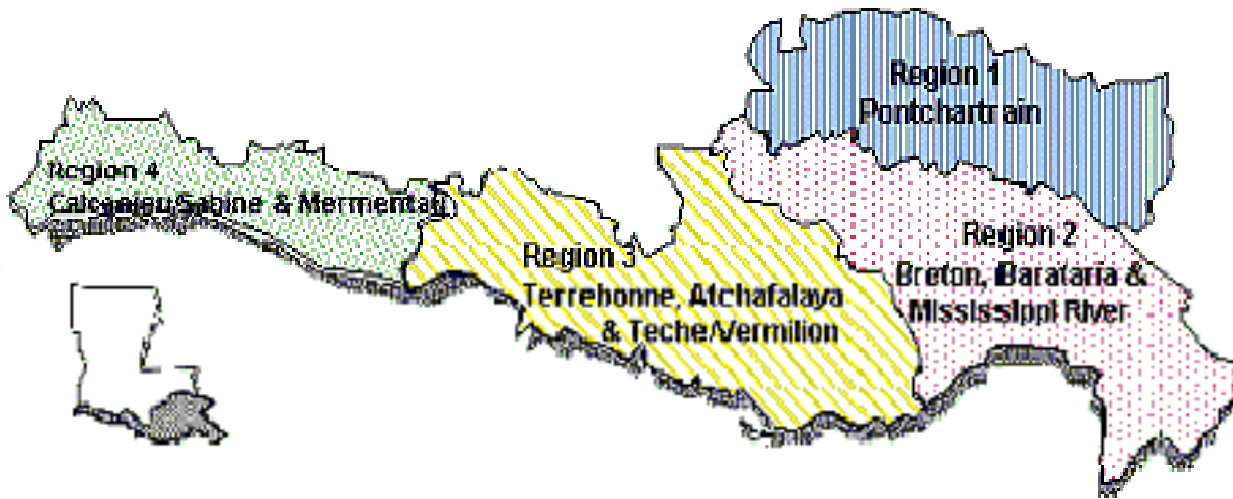 Region 1
Pontchartrain
Region 4
Calcasieu/Sabine & Mermentau
Region 2
Breton, Barataria &
Mississippi River
Region 3
Terrebonne, Atchafalaya
& Teche/Vermilion